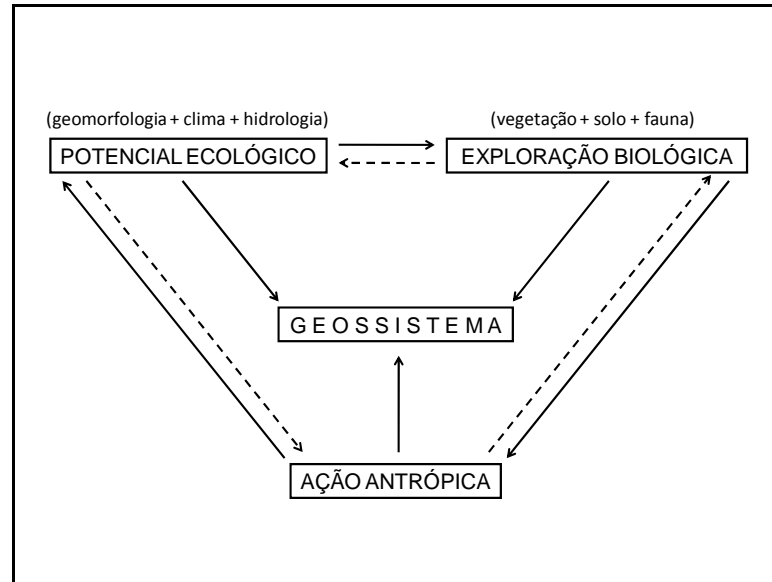 (geomorfologia + clima + hidrologia)
POTENCIAL ECOLÓGICO
(vegetação + solo + fauna)
EXPLORAÇÃO BIOLÓGICA
G E O S S I S T E M A
AÇÃO ANTRÓPICA